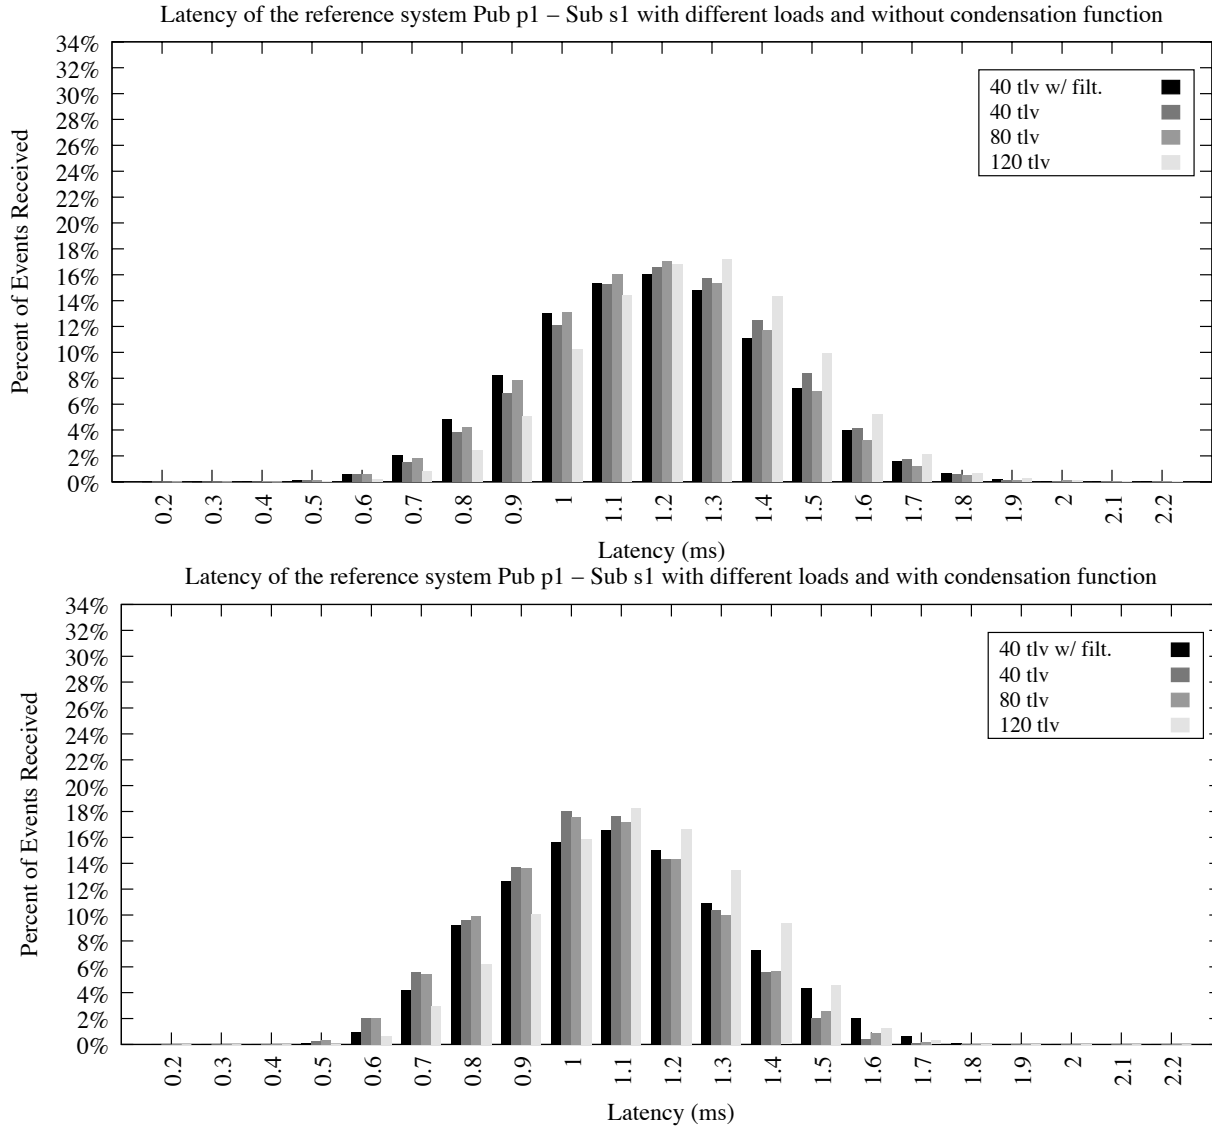 Latency of the reference system Pub p1 – Sub s1 with different loads and without condensation function
34%
32%
30%
28%
26%
24%
22%
20%
18%
16%
14%
12%
10%
8%
6%
4%
2%
0%
Percent of Events Received
40 tlv w/ filt.
40 tlv
80 tlv
120 tlv
0.2 0.3 0.4 0.5 0.6 0.7 0.8 0.9 1 1.1 1.2 1.3 1.4 1.5 1.6 1.7 1.8 1.9 2 2.1 2.2
Latency (ms)
Latency of the reference system Pub p1 – Sub s1 with different loads and with condensation function
34%
32%
30%
28%
26%
24%
22%
20%
18%
16%
14%
12%
10%
8%
6%
4%
2%
0%
Percent of Events Received
40 tlv w/ filt.
40 tlv
80 tlv
120 tlv
0.2 0.3 0.4 0.5 0.6 0.7 0.8 0.9 1 1.1 1.2 1.3 1.4 1.5 1.6 1.7 1.8 1.9 2 2.1 2.2
Latency (ms)